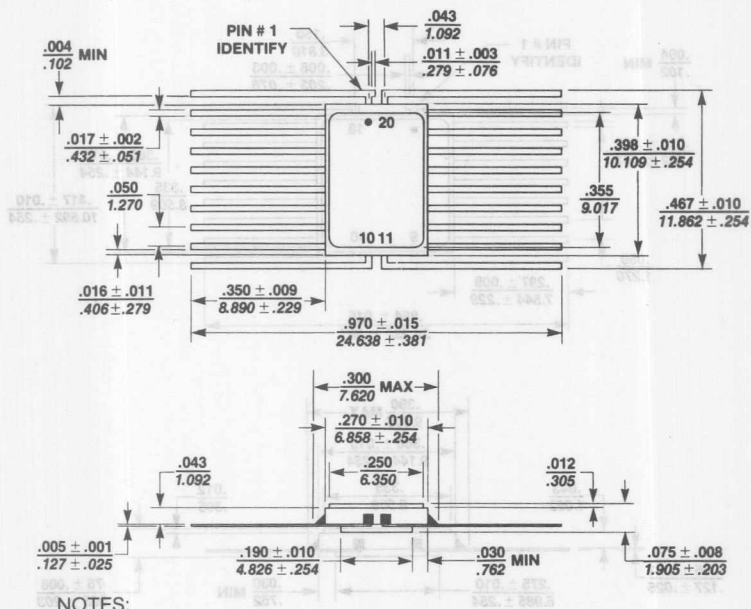 PIN # 1
IDENTIFY
.043
1.092
.004 MIN
.102
.011 ± .003
.279 ± .076
20
.017 ± .002
.432 ± .051
.398 ± .010
10.109 ± .254
.050
1.270
.355
9.017
.467 ± .010
11.862 ± .254
10 11
.016 ± .011
.406 ± .279
.350 ± .009
8.890 ± .229
.970 ± .015
24.638 ± .381
.300 MAX
7.620
.270 ± .010
6.858 ± .254
.043
1.092
.250
6.350
.012
.305
.005 ± .001
.127 ± .025
.190 ± .010
4.826 ± .254
.030 MIN
.762
.075 ± .008
1.905 ± .203
NOTES: